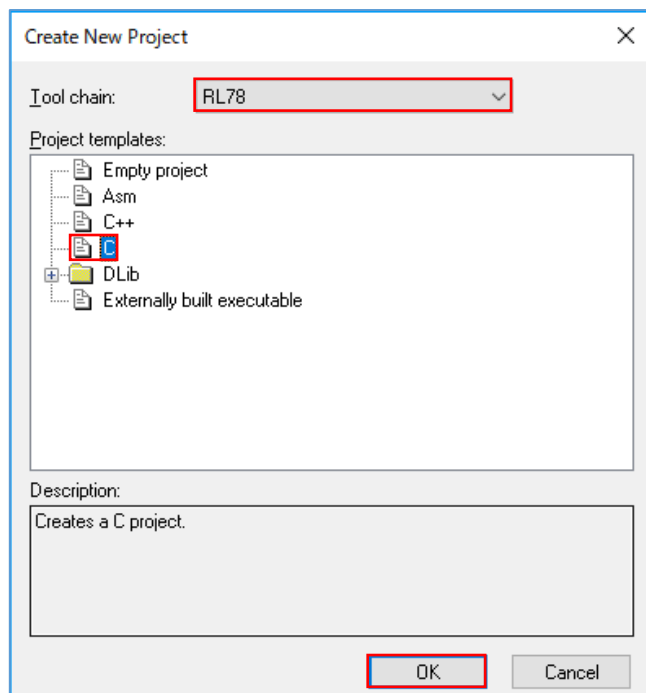 Create New Project
Tool chain: RL78
Project templates:
Empty project
Asm
C++
C
DLib
Externally built executable
Description:
Creates a C project.
OK Cancel